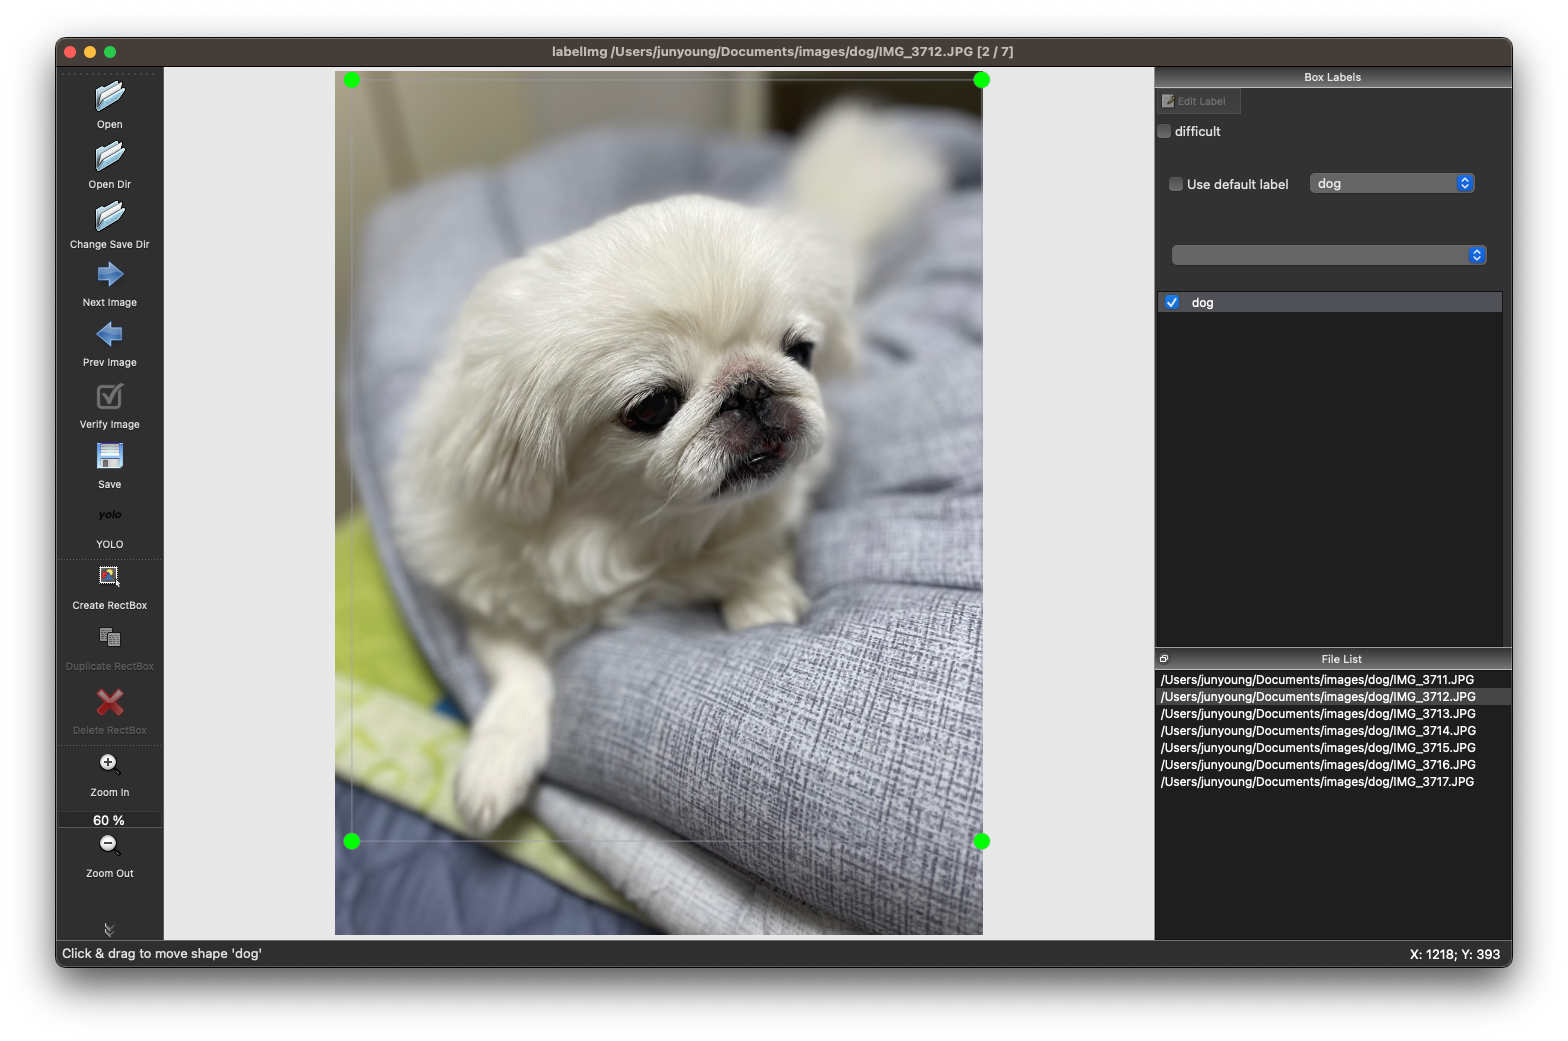 labelImg /Users/junyoung/Documents/images/dog/IMG_3712.JPG [2 / 7]
Open
Open Dir
Change Save Dir
Next Image
Prev Image
Verify Image
Save
yolo
YOLO
Create RectBox
Duplicate RectBox
Delete RectBox
Zoom In
60 %
Zoom Out
Box Labels
Edit Label
difficult
Use default label
dog
dog
File List
/Users/junyoung/Documents/images/dog/IMG_3711.JPG
/Users/junyoung/Documents/images/dog/IMG_3712.JPG
/Users/junyoung/Documents/images/dog/IMG_3713.JPG
/Users/junyoung/Documents/images/dog/IMG_3714.JPG
/Users/junyoung/Documents/images/dog/IMG_3715.JPG
/Users/junyoung/Documents/images/dog/IMG_3716.JPG
/Users/junyoung/Documents/images/dog/IMG_3717.JPG
Click & drag to move shape 'dog'
X: 1218; Y: 393